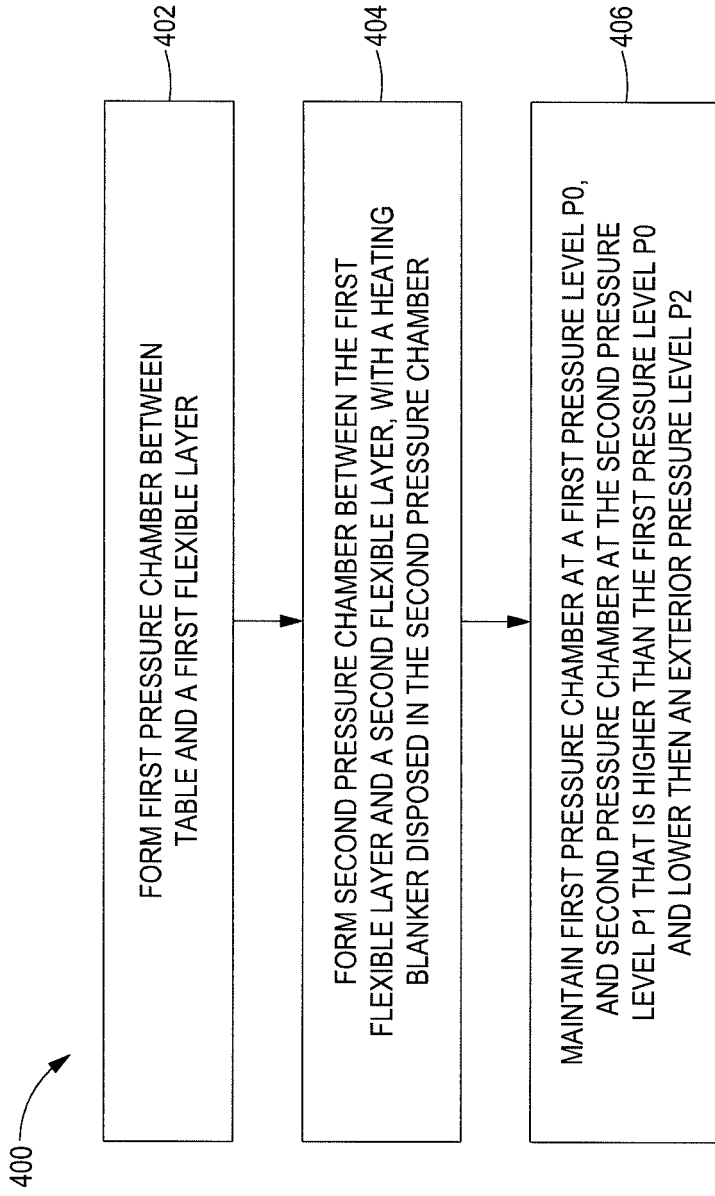 400
FORM FIRST PRESSURE CHAMBER BETWEEN
TABLE AND A FIRST FLEXIBLE LAYER
402
FORM SECOND PRESSURE CHAMBER BETWEEN THE FIRST
FLEXIBLE LAYER AND A SECOND FLEXIBLE LAYER, WITH A HEATING
BLANKER DISPOSED IN THE SECOND PRESSURE CHAMBER
404
MAINTAIN FIRST PRESSURE CHAMBER AT A FIRST PRESSURE LEVEL P0,
AND SECOND PRESSURE CHAMBER AT THE SECOND PRESSURE
LEVEL P1 THAT IS HIGHER THAN THE FIRST PRESSURE LEVEL P0
AND LOWER THEN AN EXTERIOR PRESSURE LEVEL P2
406